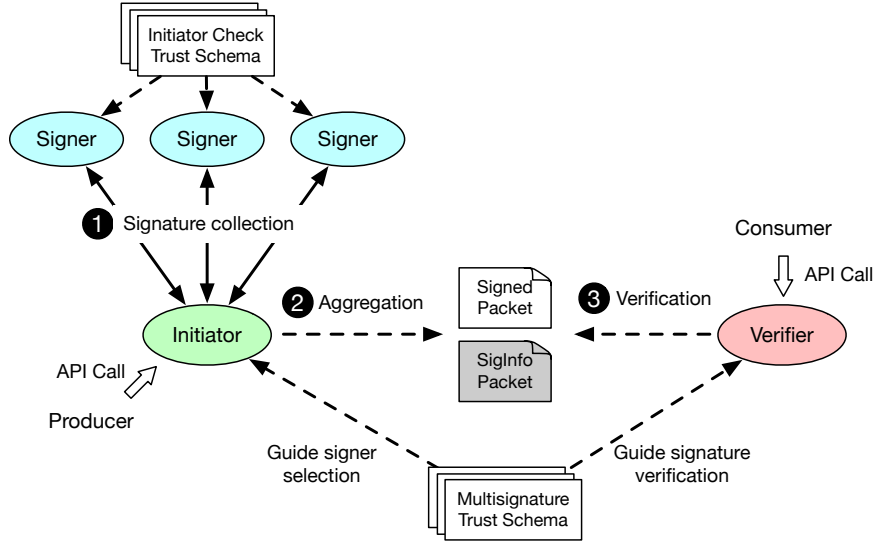 Initiator Check
Trust Schema
Signer
Signer
Signer
1 Signature collection
Consumer
API Call
2 Aggregation
Signed
Packet
3 Verification
Initiator
Verifier
SigInfo
Packet
API Call
Producer
Guide signer
selection
Guide signature
verification
Multisignature
Trust Schema